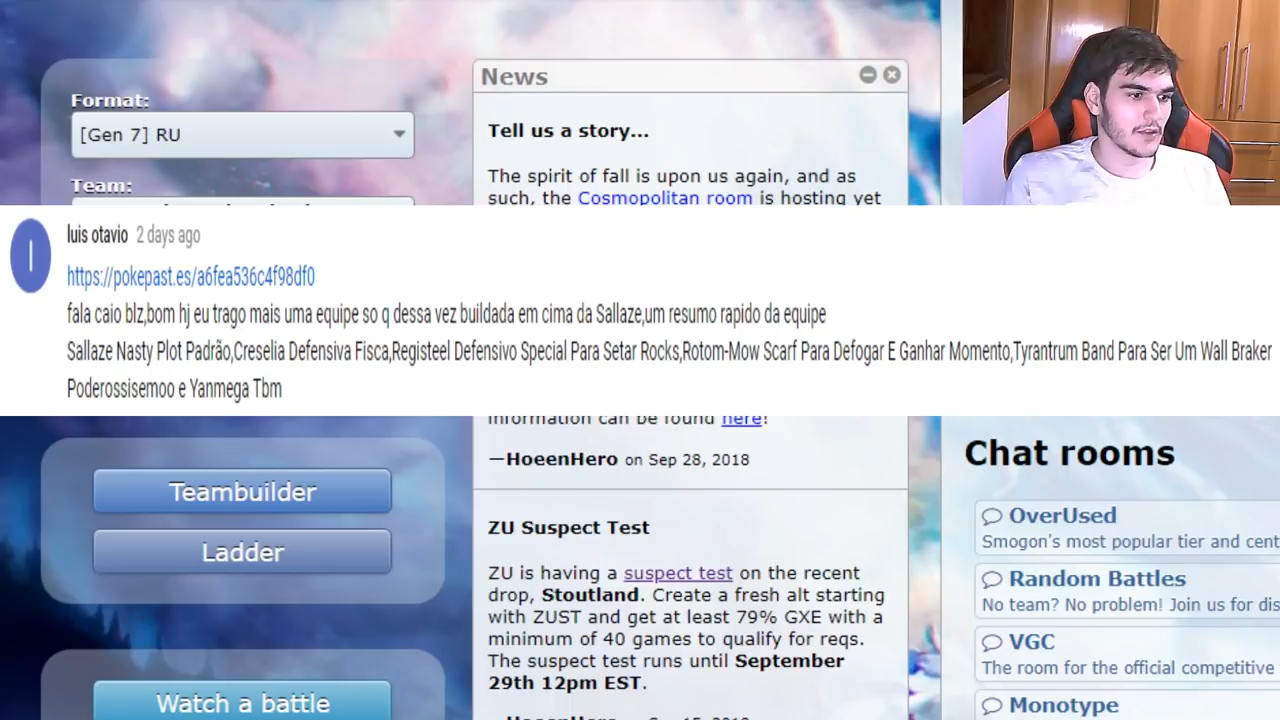 Format:
[Gen 7] RU
Team:
News
Tell us a story...
The spirit of fall is upon us again, and as
such, the Cosmopolitan room is hosting yet
luis otavio 2 days ago
https://pokepast.es/a6fea536c4f98df0
fala caio blz,bom hj eu trago mais uma equipe so q dessa vez buildada em cima da Sallaze,um resumo rapido da equipe
Sallaze Nasty Plot Padrão,Creselia Defensiva Fisca,Registeel Defensivo Special Para Setar Rocks,Rotom-Mow Scarf Para Defogar E Ganhar Momento,Tyrantrum Band Para Ser Um Wall Braker
Poderossisemoo e Yanmega Tbm
information can be found here!
—HoeenHero on Sep 28, 2018
ZU Suspect Test
ZU is having a suspect test on the recent
drop, Stoutland. Create a fresh alt starting
with ZUST and get at least 79% GXE with a
minimum of 40 games to qualify for reqs.
The suspect test runs until September
29th 12pm EST.
Teambuilder
Ladder
Watch a battle
Chat rooms
OverUsed
Smogon's most popular tier and cent
Random Battles
No team? No problem! Join us for dis
VGC
The room for the official competitive
Monotype